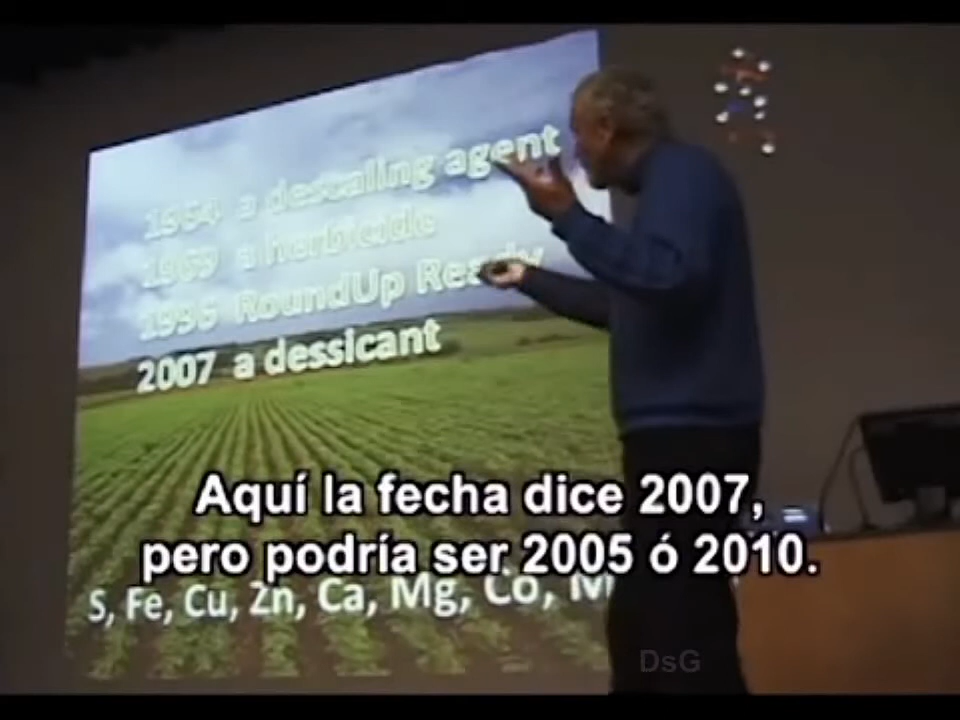 1964 a descaling agent
1969 a herbicide
1996 RoundUp Ready
2007 a dessicant
Aquí la fecha dice 2007,
pero podría ser 2005 ó 2010.
S, Fe, Cu, Zn, Ca, Mg, Co, M
DsG